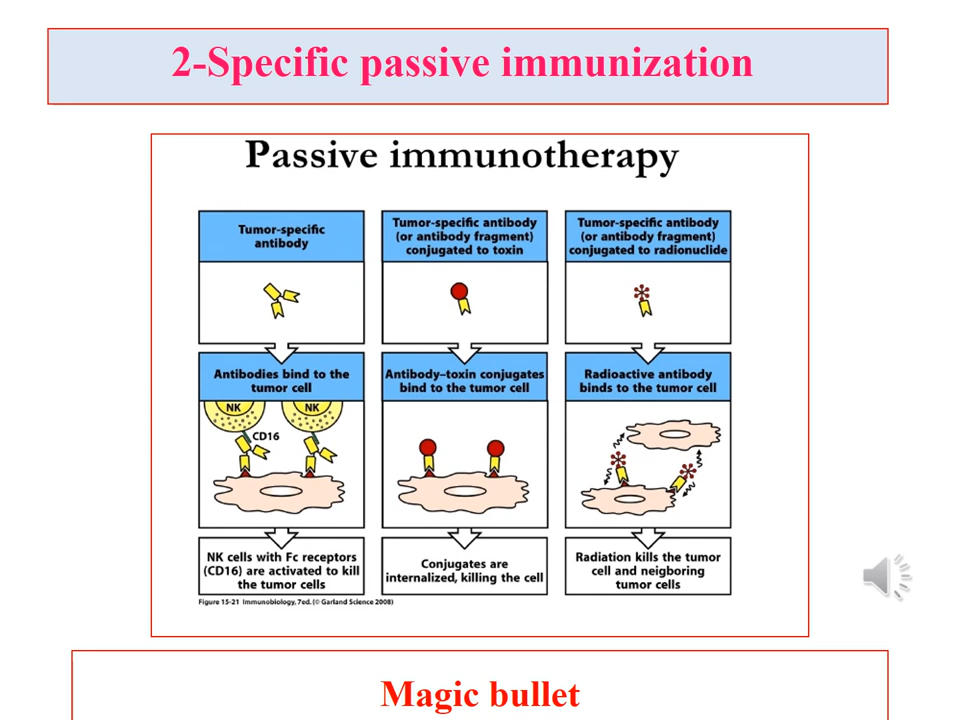 2-Specific passive immunization
Passive immunotherapy
Tumor-specific
antibody
Tumor-specific antibody
(or antibody fragment)
conjugated to toxin
Tumor-specific antibody
(or antibody fragment)
conjugated to radionuclide
Antibodies bind to the
tumor cell
Antibody–toxin conjugates
bind to the tumor cell
Radioactive antibody
binds to the tumor cell
NK
NK
CD16
NK cells with Fc receptors
(CD16) are activated to kill
the tumor cells
Conjugates are
internalized, killing the cell
Radiation kills the tumor
cell and neigboring
tumor cells
Figure 15-21 Immunobiology, 7ed. (© Garland Science 2008)
Magic bullet